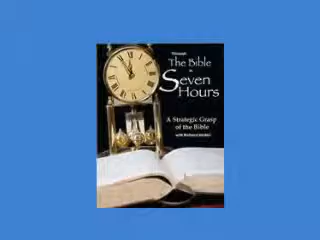 Through
The Bible
in
Seven
Hours
A Strategic Grasp
of the Bible